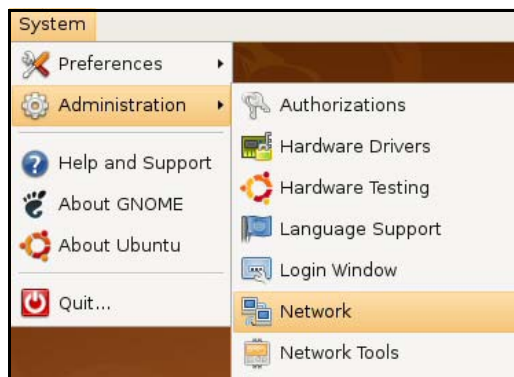 System
Preferences
Administration
Help and Support
About GNOME
About Ubuntu
Quit...
Authorizations
Hardware Drivers
Hardware Testing
Language Support
Login Window
Network
Network Tools